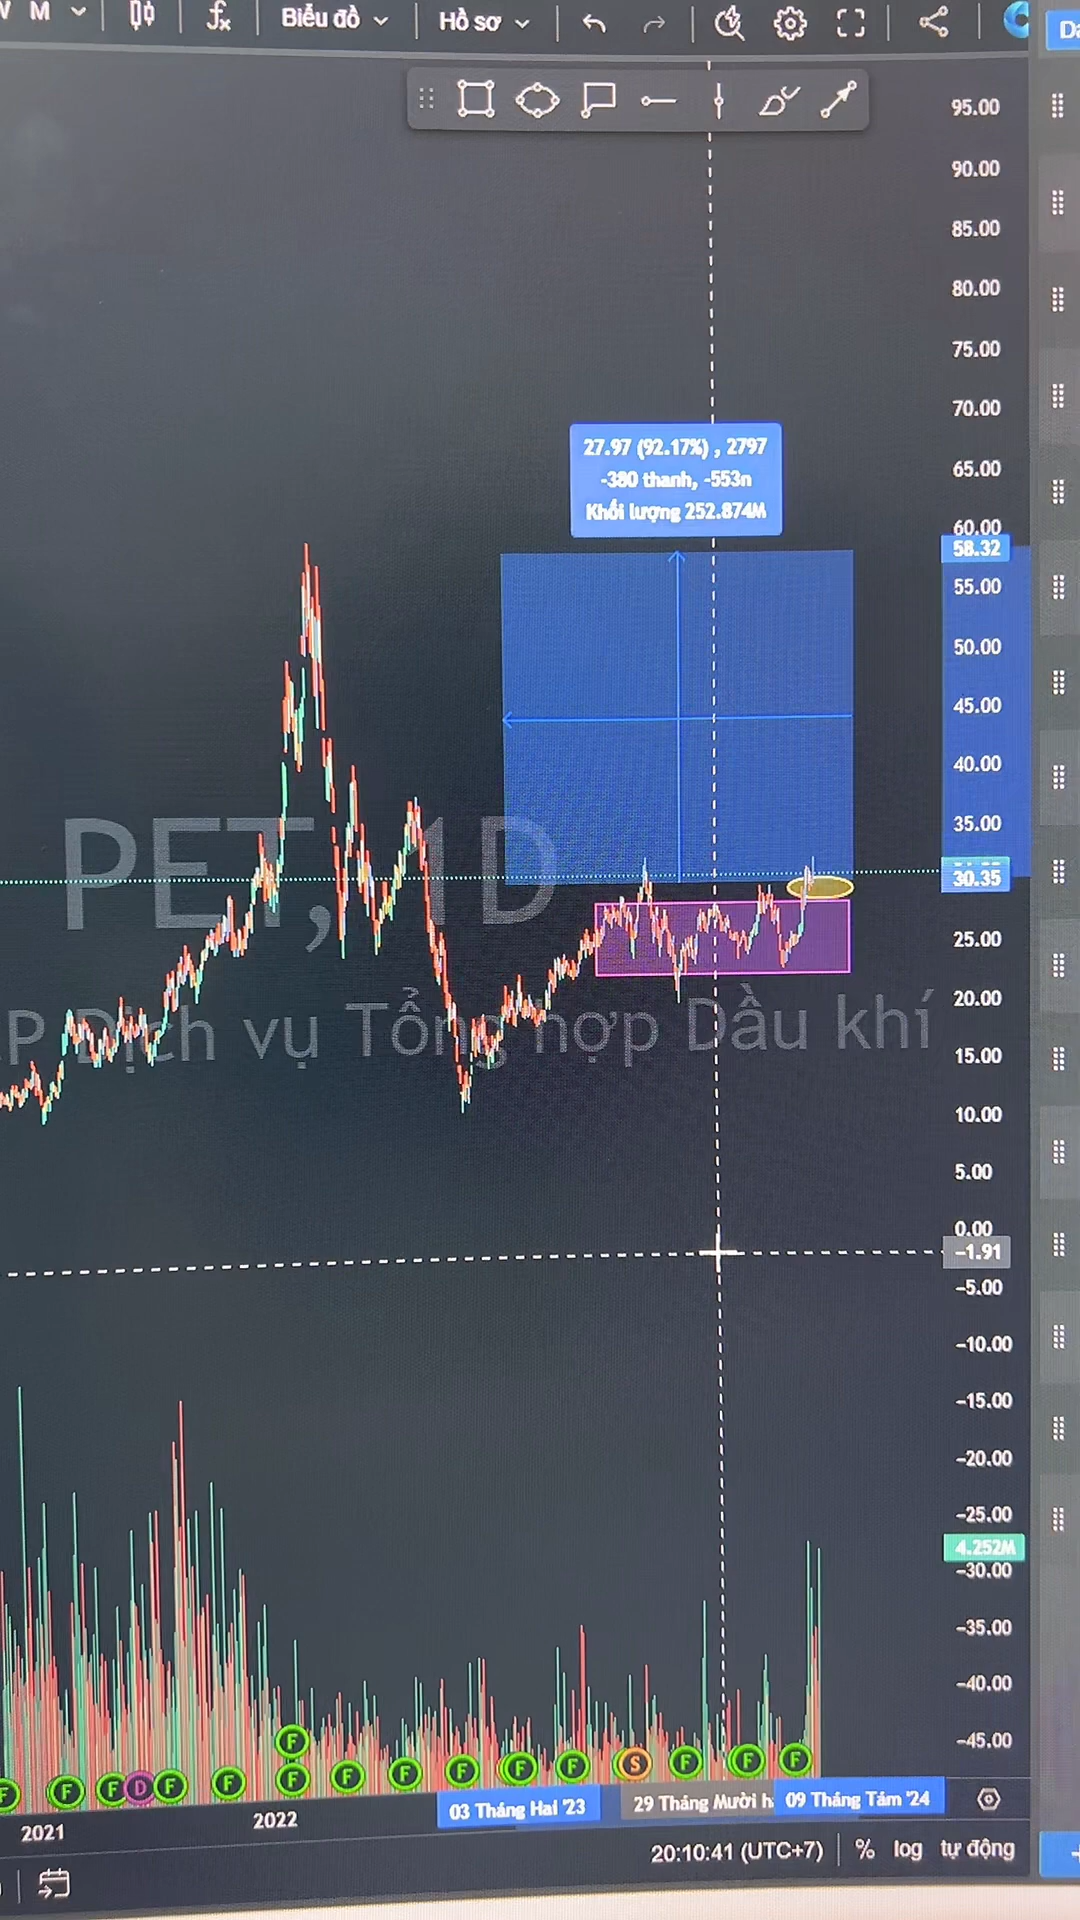 M
Biểu đồ
Hồ sơ
95.00
90.00
85.00
80.00
75.00
70.00
27.97 (92.17%) , 2797
-380 thanh, -553n
Khối lượng 252.874M
65.00
60.00
58.32
55.00
50.00
45.00
40.00
35.00
30.35
PET, 1D
25.00
20.00
P Dịch vụ Tổng hợp Dầu khí
15.00
10.00
5.00
0.00
−1.91
−5.00
−10.00
−15.00
−20.00
−25.00
4.252M
−30.00
−35.00
−40.00
−45.00
F
F F F F F F S F F F
F F F D F F
03 Tháng Hai '23
29 Tháng Mười h
09 Tháng Tám '24
2021
2022
20:10:41 (UTC+7)
%
log
tự động